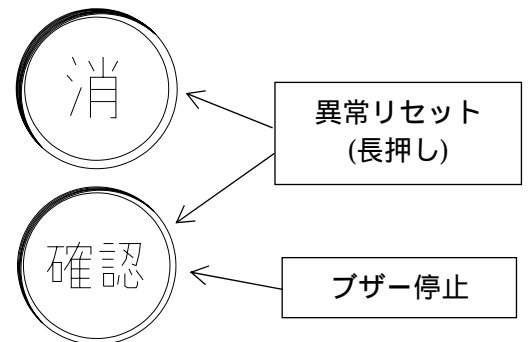 消
異常リセット
(長押し)
確認
ブザー停止